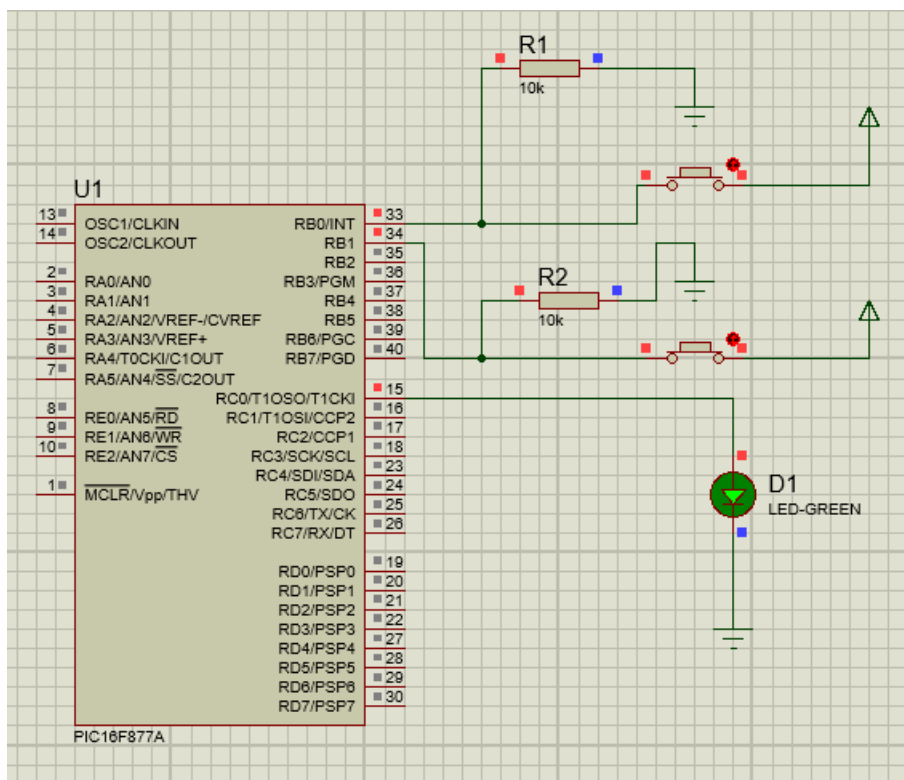 R1
10k
U1
13 OSC1/CLKIN
14 OSC2/CLKOUT
2 RA0/AN0
3 RA1/AN1
4 RA2/AN2/VREF-/CVREF
5 RA3/AN3/VREF+
6 RA4/T0CKI/C1OUT
7 RA5/AN4/SS/C2OUT
8 RE0/AN5/RD
9 RE1/AN6/WR
10 RE2/AN7/CS
1 MCLR/Vpp/THV
RB0/INT 33
RB1 34
RB2 35
RB3/PGM 36
RB4 37
RB5 38
RB6/PGC 39
RB7/PGD 40
RC0/T1OSO/T1CKI 15
RC1/T1OSI/CCP2 16
RC2/CCP1 17
RC3/SCK/SCL 18
RC4/SDI/SDA 23
RC5/SDO 24
RC6/TX/CK 25
RC7/RX/DT 26
RD0/PSP0 19
RD1/PSP1 20
RD2/PSP2 21
RD3/PSP3 22
RD4/PSP4 27
RD5/PSP5 28
RD6/PSP6 29
RD7/PSP7 30
PIC16F877A
R2
10k
D1
LED-GREEN